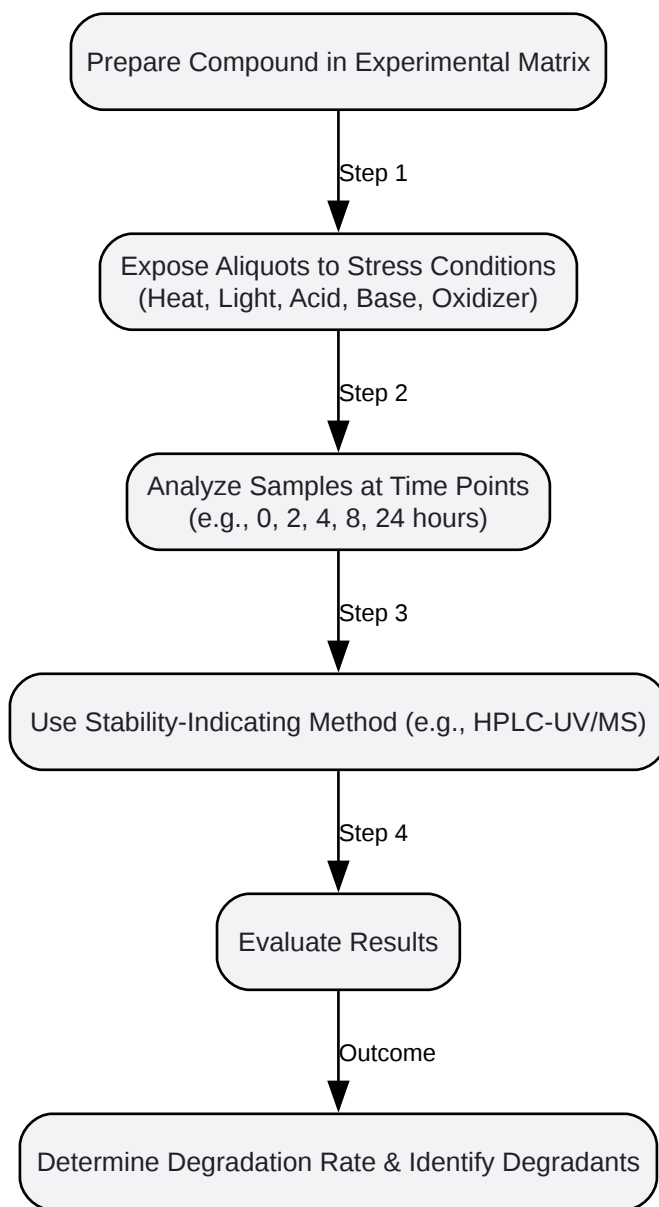 Prepare Compound in Experimental Matrix
Step 1
Expose Aliquots to Stress Conditions
(Heat, Light, Acid, Base, Oxidizer)
Step 2
Analyze Samples at Time Points
(e.g., 0, 2, 4, 8, 24 hours)
Step 3
Use Stability-Indicating Method (e.g., HPLC-UV/MS)
Step 4
Evaluate Results
Outcome
Determine Degradation Rate & Identify Degradants